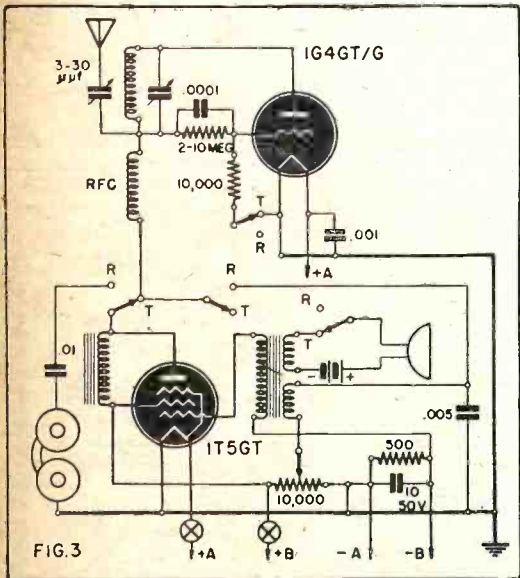 1G4GT/G
3-30
μμf
.0001
2-10 MEG
10,000
RFC
T
R
.001
+A
R
R
T
T
R
T
.01
- +
1T5GT
.005
500
10,000
10
50V
FIG.3
+A
+B
-A
-B